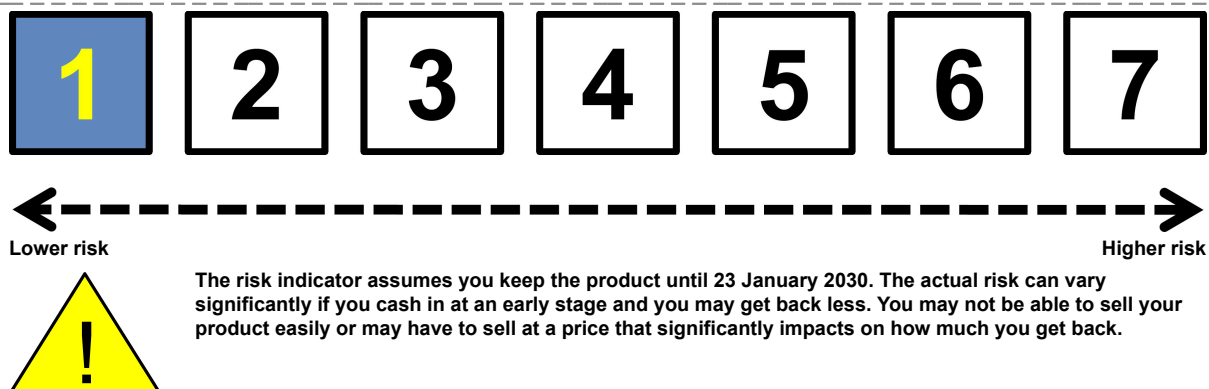 1 2 3 4 5 6 7
Lower risk Higher risk
The risk indicator assumes you keep the product until 23 January 2030. The actual risk can vary
significantly if you cash in at an early stage and you may get back less. You may not be able to sell your
product easily or may have to sell at a price that significantly impacts on how much you get back.
!